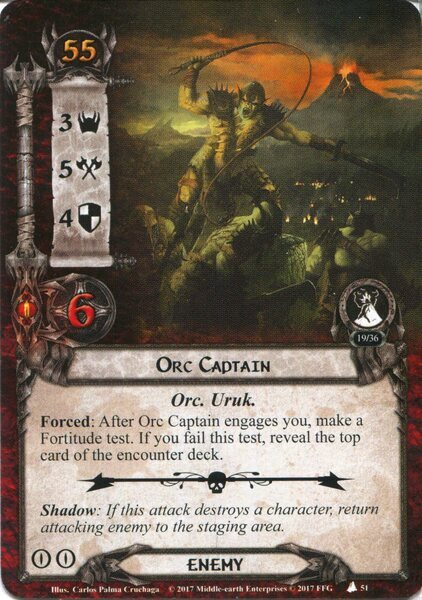 55
3
5
4
6
19/36
Orc Captain
Orc. Uruk.
Forced: After Orc Captain engages you, make a
Fortitude test. If you fail this test, reveal the top
card of the encounter deck.
Shadow: If this attack destroys a character, return
attacking enemy to the staging area.
ENEMY
Illus. Carlos Palma Cruchaga © 2017 Middle-earth Enterprises © 2017 FFG 51